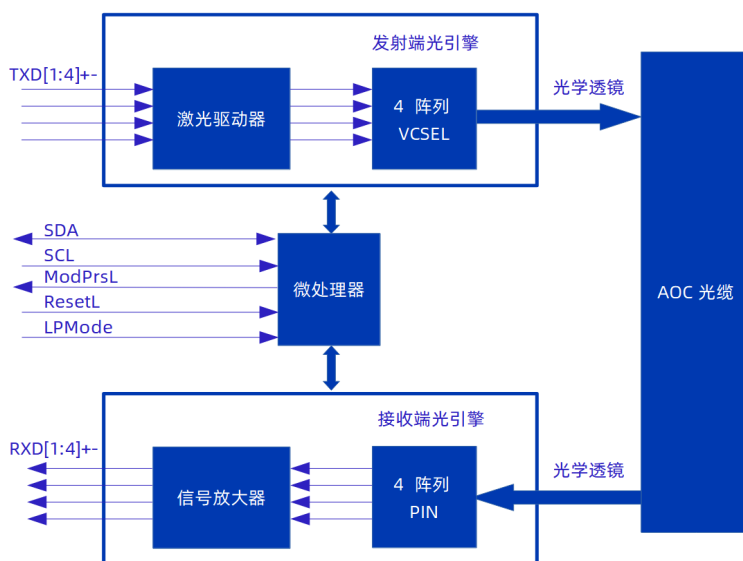 发射端光引擎
TXD[1:4]+-
激光驱动器
4 阵列
VCSEL
光学透镜
SDA
SCL
ModPrsL
ResetL
LPMode
微处理器
AOC 光缆
接收端光引擎
RXD[1:4]+-
信号放大器
4 阵列
PIN
光学透镜